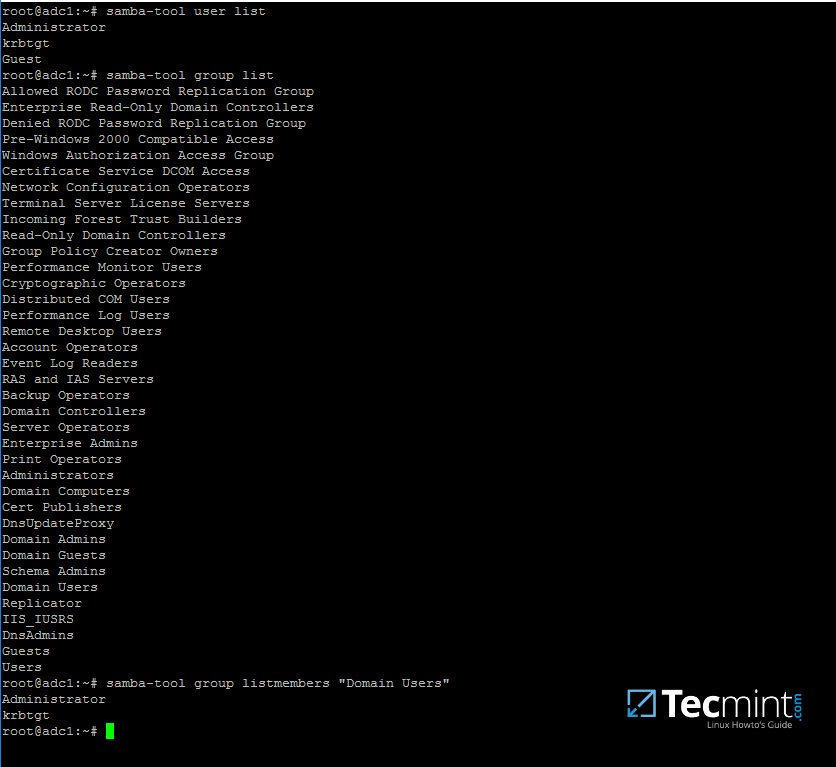 root@adc1:~# samba-tool user list
Administrator
krbtgt
Guest
root@adc1:~# samba-tool group list
Allowed RODC Password Replication Group
Enterprise Read-Only Domain Controllers
Denied RODC Password Replication Group
Pre-Windows 2000 Compatible Access
Windows Authorization Access Group
Certificate Service DCOM Access
Network Configuration Operators
Terminal Server License Servers
Incoming Forest Trust Builders
Read-Only Domain Controllers
Group Policy Creator Owners
Performance Monitor Users
Cryptographic Operators
Distributed COM Users
Performance Log Users
Remote Desktop Users
Account Operators
Event Log Readers
RAS and IAS Servers
Backup Operators
Domain Controllers
Server Operators
Enterprise Admins
Print Operators
Administrators
Domain Computers
Cert Publishers
DnsUpdateProxy
Domain Admins
Domain Guests
Schema Admins
Domain Users
Replicator
IIS_IUSRS
DnsAdmins
Guests
Users
root@adc1:~# samba-tool group listmembers "Domain Users"
Administrator
krbtgt
root@adc1:~#
Tecmint.com
Linux Howto's Guide